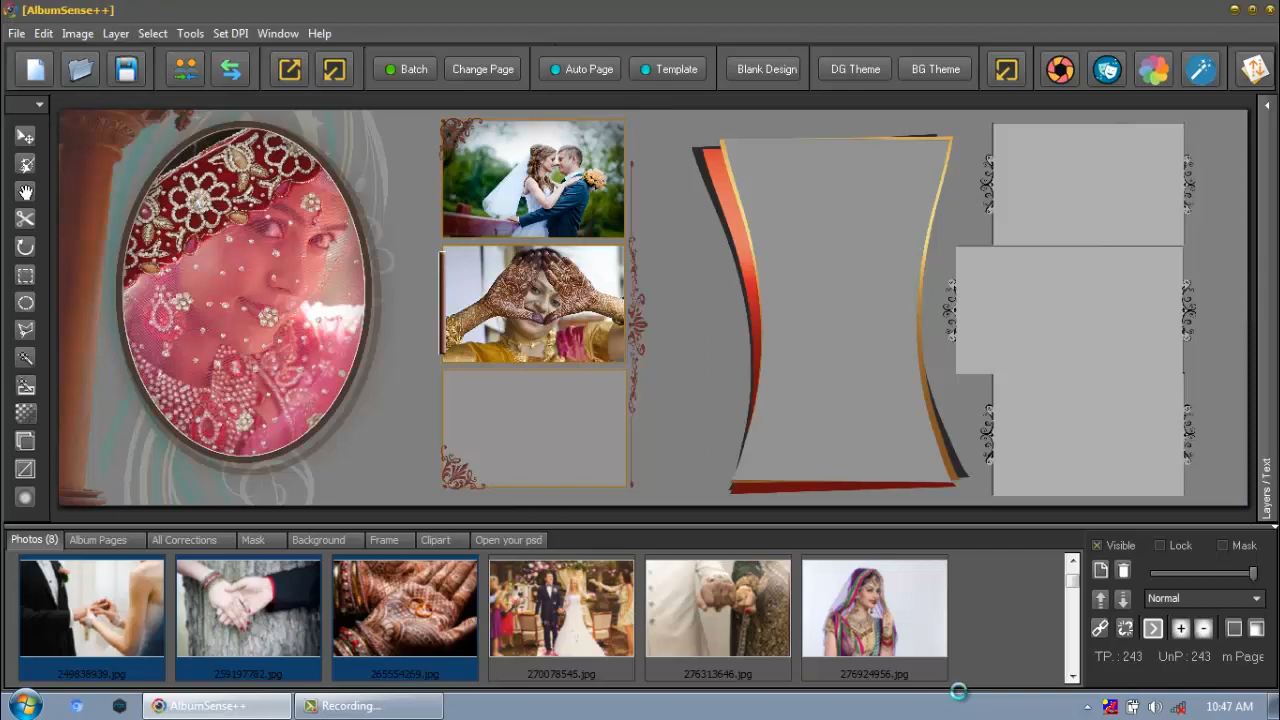 [AlbumSense++]
File Edit Image Layer Select Tools Set DPI Window Help
Batch Change Page Auto Page Template Blank Design DG Theme BG Theme
Layers / Text
Photos (8) Album Pages All Corrections Mask Background Frame Clipart Open your psd
Visible Lock Mask
Normal
249838939.jpg 259197782.jpg 265554269.jpg 270078545.jpg 276313646.jpg 276924956.jpg
TP.: 243 UnP.: 243 m Page
AlbumSense++ Recording... 10:47 AM